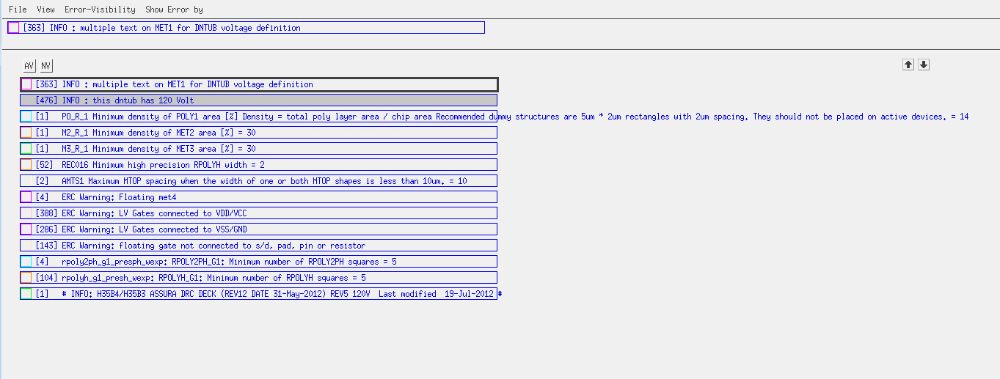 File View Error-Visibility Show Error by
[363] INFO : multiple text on MET1 for DNTUB voltage definition
AV NV
[363] INFO : multiple text on MET1 for DNTUB voltage definition
[476] INFO : this dntub has 120 Volt
[1] PO_R_1 Minimum density of POLY1 area [%] Density = total poly layer area / chip area Recommended dummy structures are 5um * 2um rectangles with 2um spacing. They should not be placed on active devices. = 14
[1] M2_R_1 Minimum density of MET2 area [%] = 30
[1] M3_R_1 Minimum density of MET3 area [%] = 30
[52] REC016 Minimum high precision RPOLYH width = 2
[2] AMTS1 Maximum MTOP spacing when the width of one or both MTOP shapes is less than 10um. = 10
[4] ERC Warning: Floating met4
[388] ERC Warning: LV Gates connected to VDD/VCC
[286] ERC Warning: LV Gates connected to VSS/GND
[143] ERC Warning: floating gate not connected to s/d, pad, pin or resistor
[4] rpoly2ph_g1_presph_wexp: RPOLY2PH_G1: Minimum number of RPOLY2PH squares = 5
[104] rpolyh_g1_presh_wexp: RPOLYH_G1: Minimum number of RPOLYH squares = 5
[1] # INFO: H35B4/H35B3 ASSURA DRC DECK (REV12 DATE 31-May-2012) REV5 120V Last modified 19-Jul-2012 #